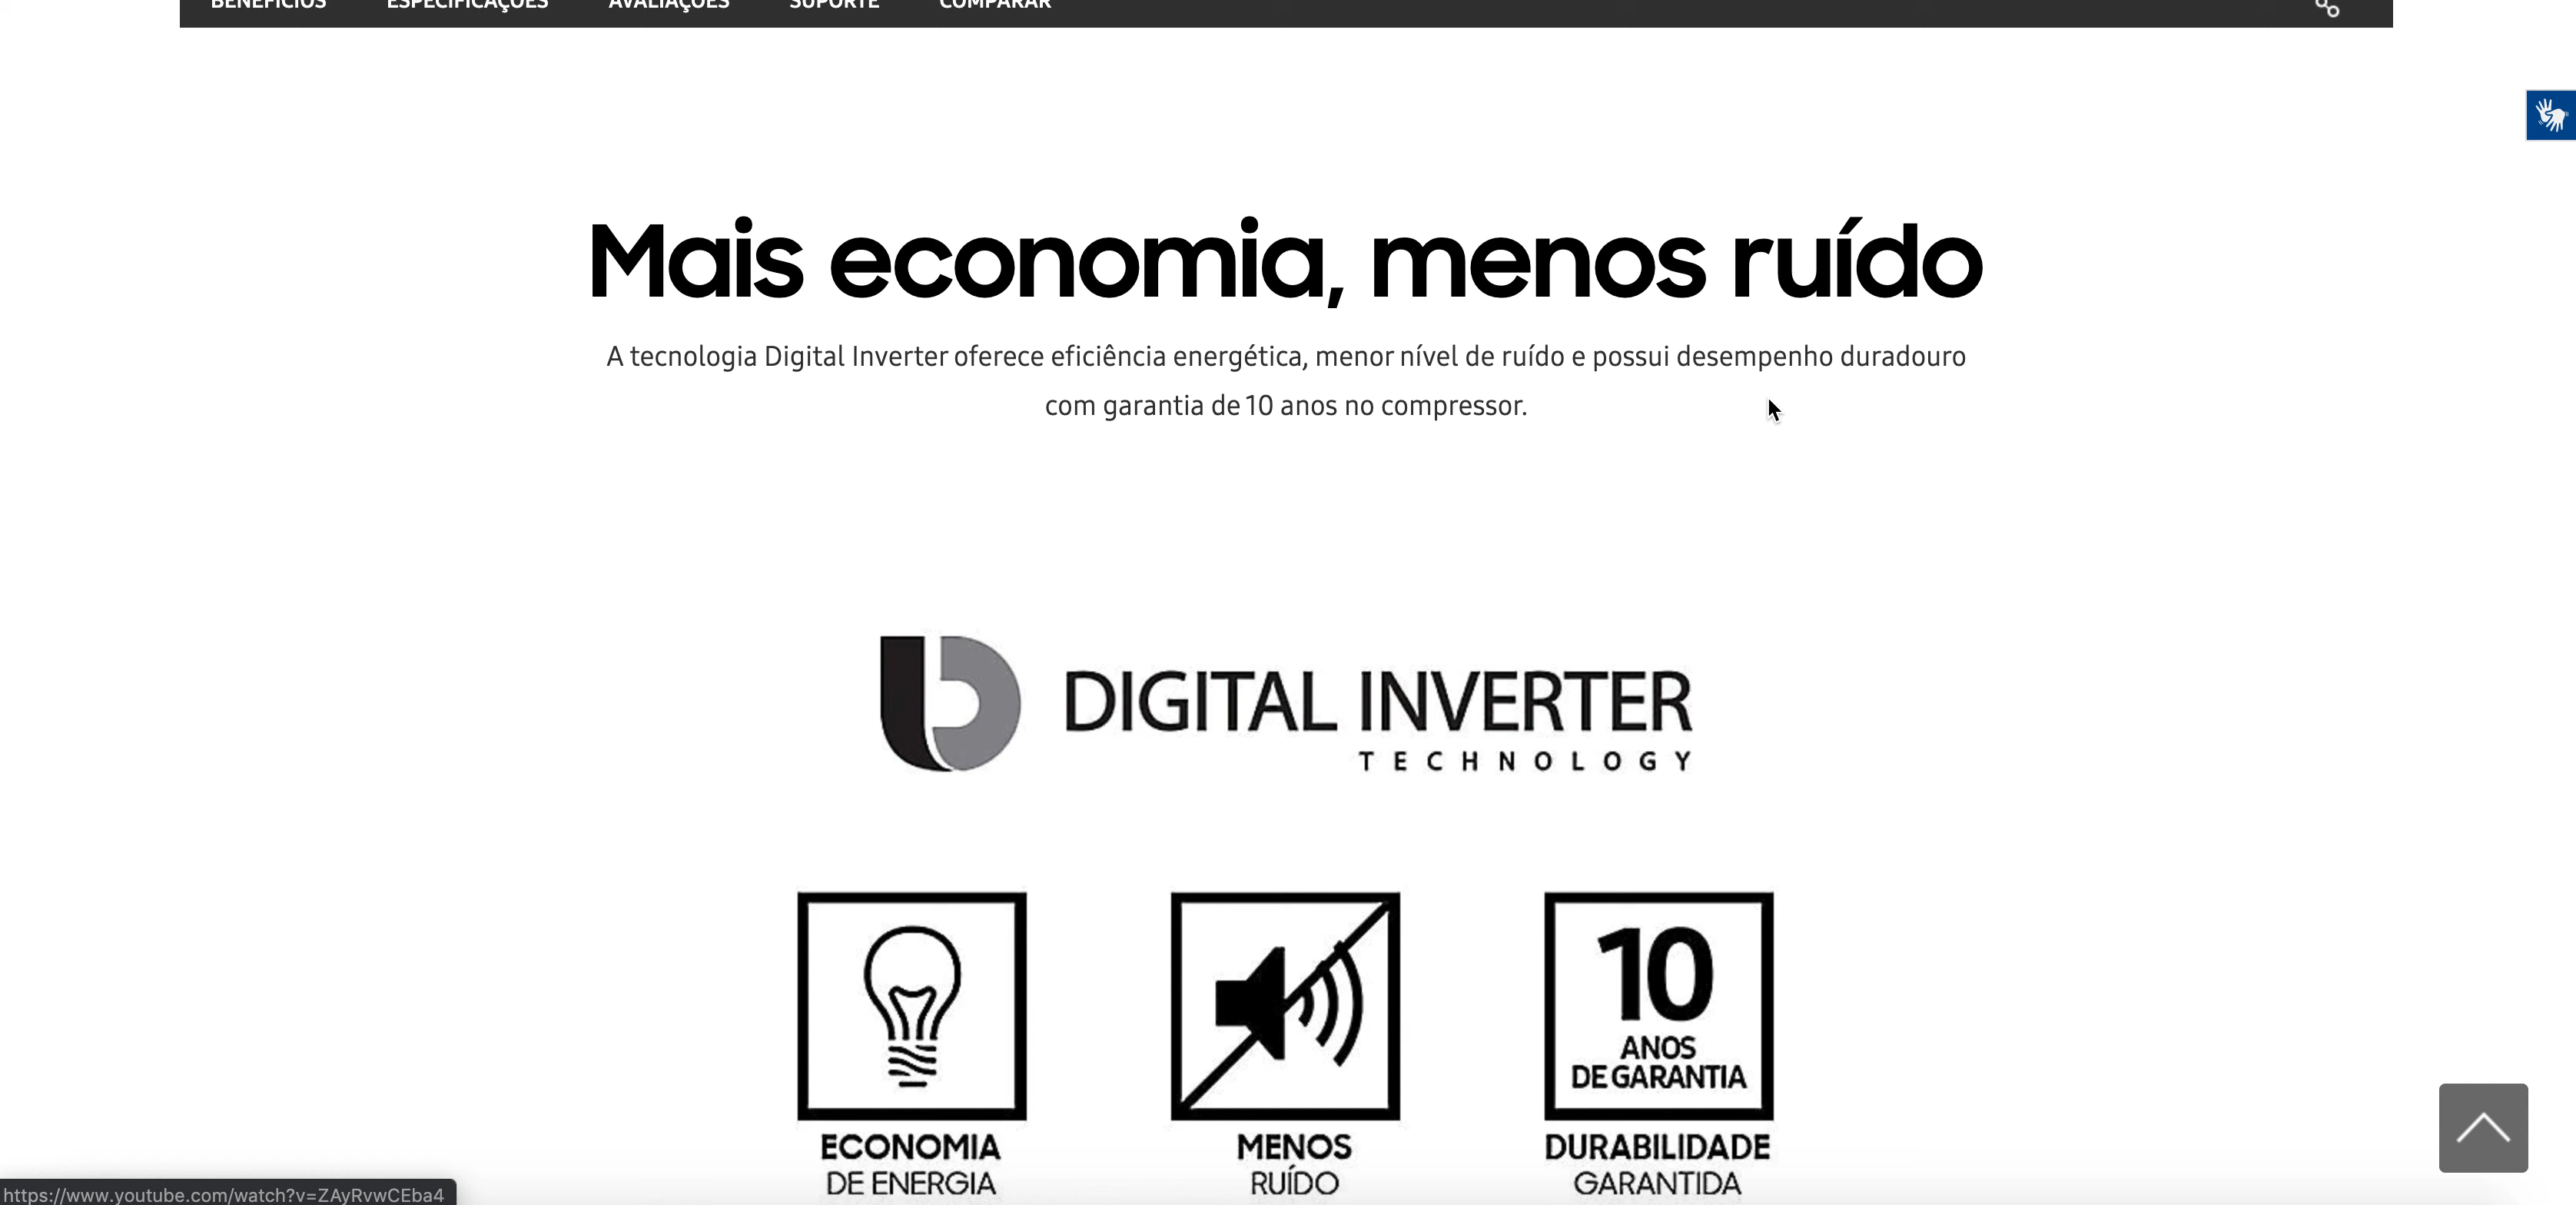 BENEFÍCIOS ESPECIFICAÇÕES AVALIAÇÕES SUPORTE COMPARAR
Mais economia, menos ruído
A tecnologia Digital Inverter oferece eficiência energética, menor nível de ruído e possui desempenho duradouro
com garantia de 10 anos no compressor.
DIGITAL INVERTER
TECHNOLOGY
10
ANOS
DE GARANTIA
ECONOMIA
DE ENERGIA
MENOS
RUÍDO
DURABILIDADE
GARANTIDA
https://www.youtube.com/watch?v=ZAyRvwCEba4